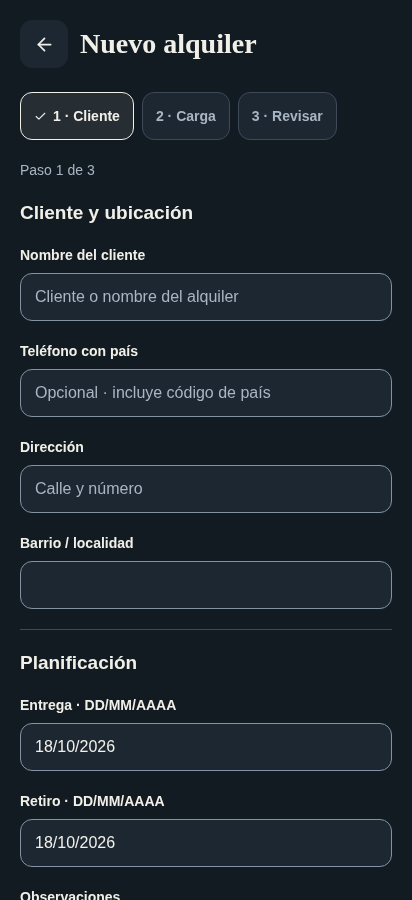 Nuevo alquiler
1 · Cliente
2 · Carga
3 · Revisar
Paso 1 de 3
Cliente y ubicación
Nombre del cliente
Cliente o nombre del alquiler
Teléfono con país
Opcional · incluye código de país
Dirección
Calle y número
Barrio / localidad
Planificación
Entrega · DD/MM/AAAA
18/10/2026
Retiro · DD/MM/AAAA
18/10/2026
Observaciones